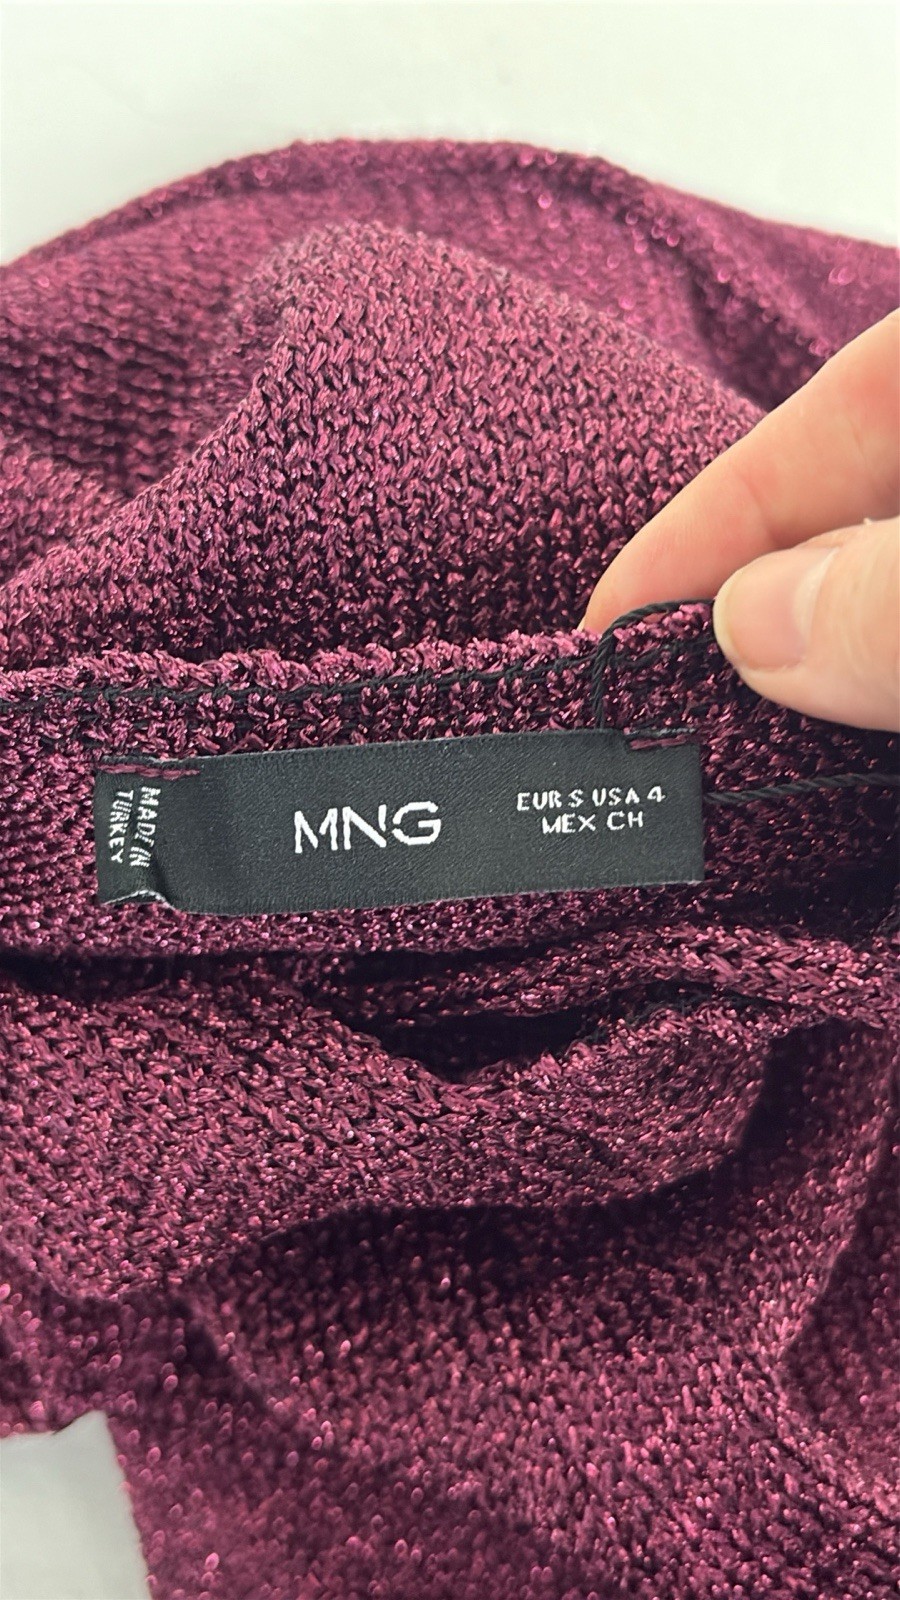 MADE IN
TURKEY
MNG
EUR S USA 4
MEX CH